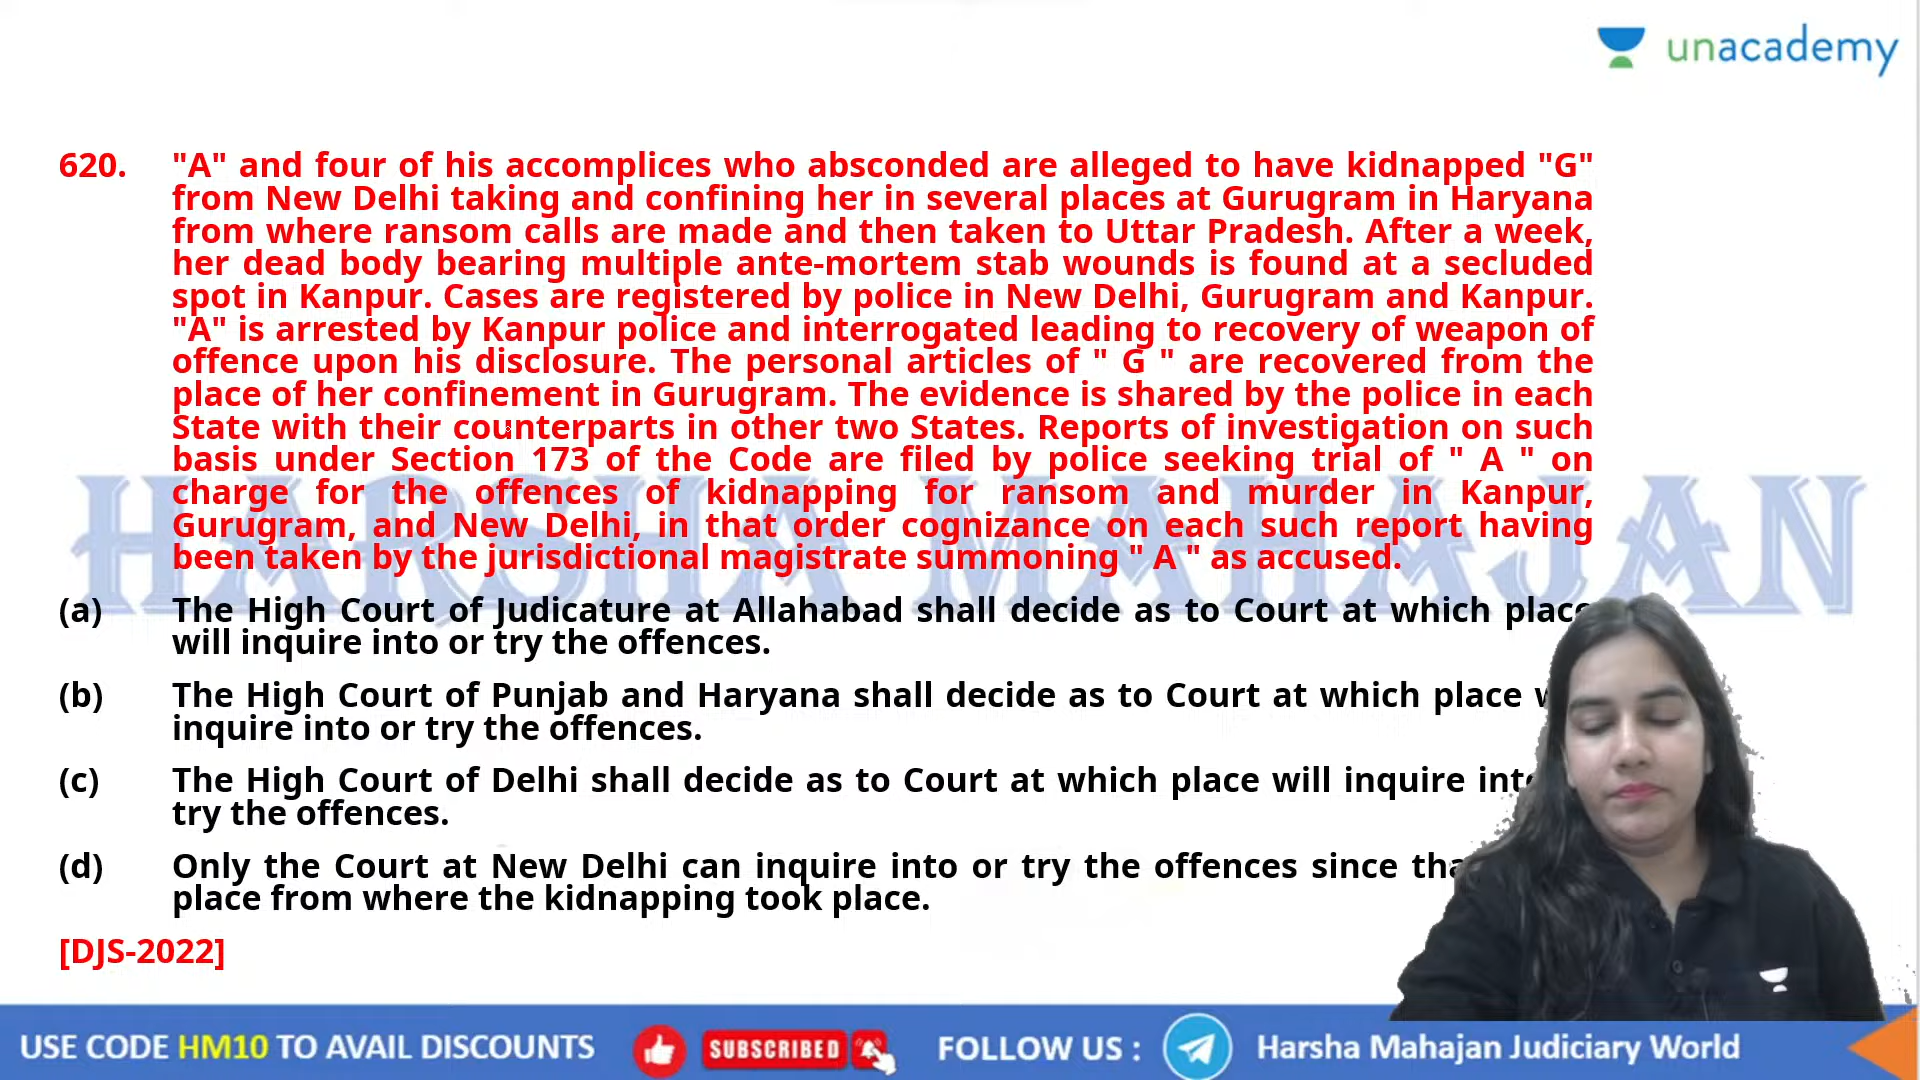 unacademy
620. "A" and four of his accomplices who absconded are alleged to have kidnapped "G"
from New Delhi taking and confining her in several places at Gurugram in Haryana
from where ransom calls are made and then taken to Uttar Pradesh. After a week,
her dead body bearing multiple ante-mortem stab wounds is found at a secluded
spot in Kanpur. Cases are registered by police in New Delhi, Gurugram and Kanpur.
"A" is arrested by Kanpur police and interrogated leading to recovery of weapon of
offence upon his disclosure. The personal articles of " G " are recovered from the
place of her confinement in Gurugram. The evidence is shared by the police in each
State with their counterparts in other two States. Reports of investigation on such
basis under Section 173 of the Code are filed by police seeking trial of " A " on
charge for the offences of kidnapping for ransom and murder in Kanpur,
Gurugram, and New Delhi, in that order cognizance on each such report having
been taken by the jurisdictional magistrate summoning " A " as accused.
HARSHA MAHAJAN
(a) The High Court of Judicature at Allahabad shall decide as to Court at which place
will inquire into or try the offences.
(b) The High Court of Punjab and Haryana shall decide as to Court at which place
inquire into or try the offences.
(c) The High Court of Delhi shall decide as to Court at which place will inquire
try the offences.
(d) Only the Court at New Delhi can inquire into or try the offences since
place from where the kidnapping took place.
[DJS-2022]
USE CODE HM10 TO AVAIL DISCOUNTS
SUBSCRIBED
FOLLOW US :
Harsha Mahajan Judiciary World